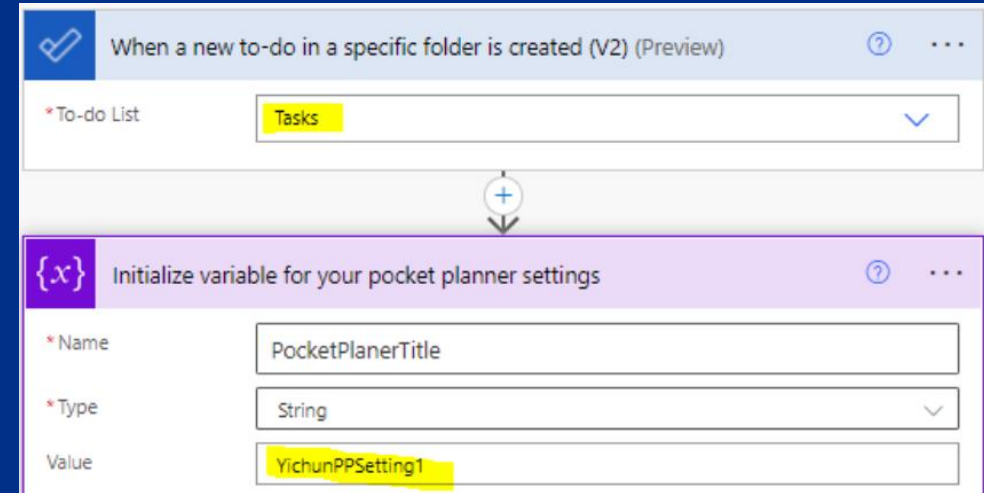 When a new to-do in a specific folder is created (V2) (Preview)
*To-do List
Tasks
{x} Initialize variable for your pocket planner settings
*Name
PocketPlanerTitle
*Type
String
Value
YichunPPSetting1